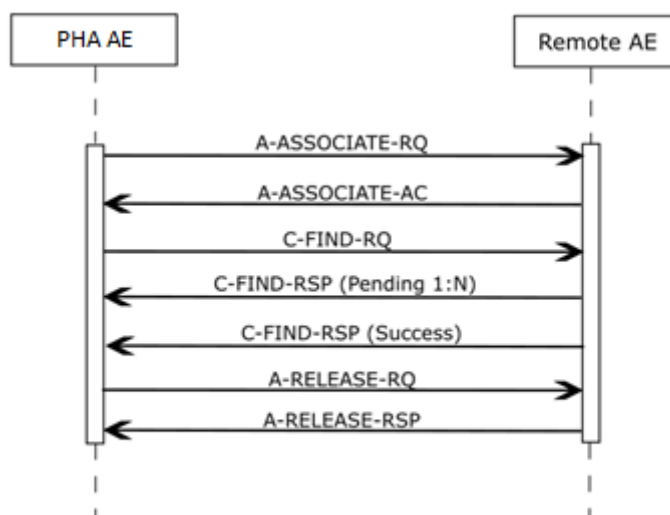 PHA AE
Remote AE
A-ASSOCIATE-RQ
A-ASSOCIATE-AC
C-FIND-RQ
C-FIND-RSP (Pending 1:N)
C-FIND-RSP (Success)
A-RELEASE-RQ
A-RELEASE-RSP